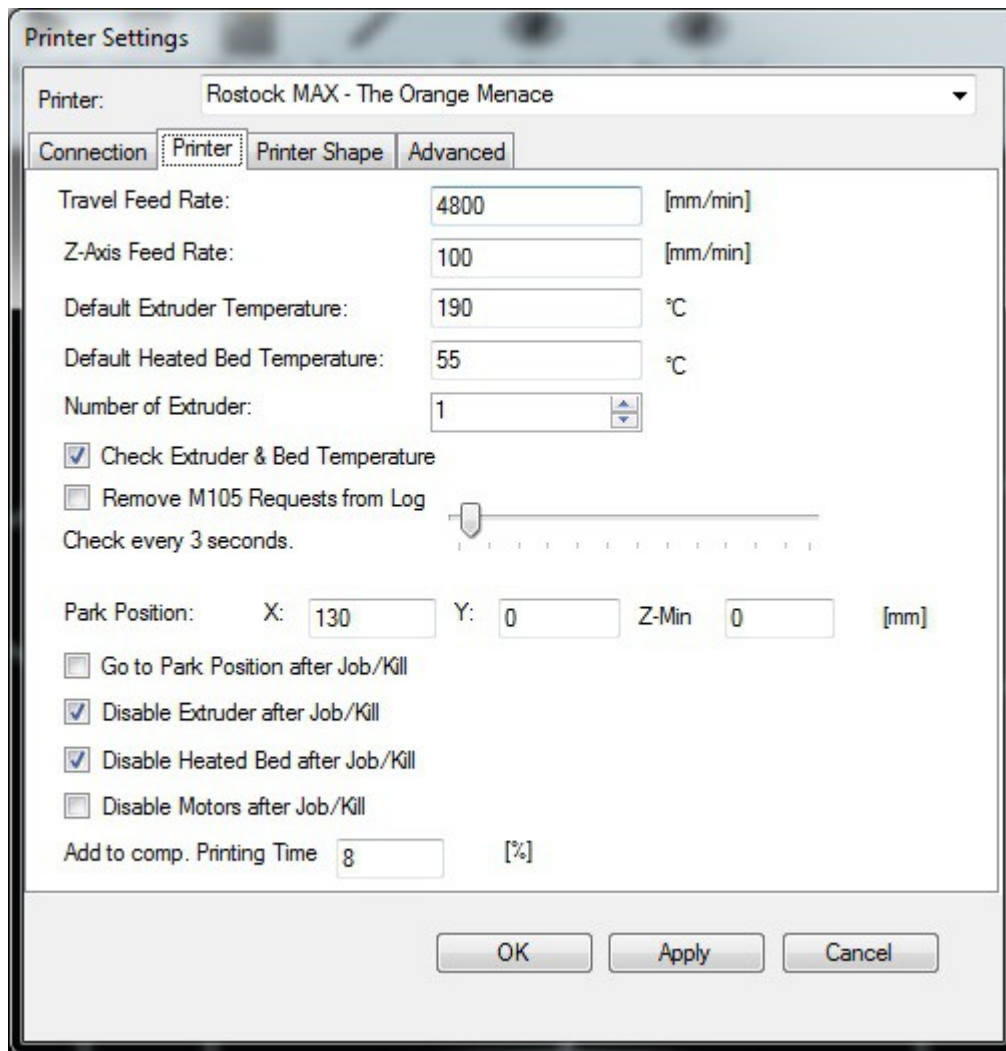 Printer Settings
Printer: Rostock MAX - The Orange Menace
Connection Printer Printer Shape Advanced
Travel Feed Rate: 4800 [mm/min]
Z-Axis Feed Rate: 100 [mm/min]
Default Extruder Temperature: 190 °C
Default Heated Bed Temperature: 55 °C
Number of Extruder: 1
Check Extruder & Bed Temperature
Remove M105 Requests from Log
Check every 3 seconds.
Park Position: X: 130 Y: 0 Z-Min 0 [mm]
Go to Park Position after Job/Kill
Disable Extruder after Job/Kill
Disable Heated Bed after Job/Kill
Disable Motors after Job/Kill
Add to comp. Printing Time 8 [%]
OK Apply Cancel